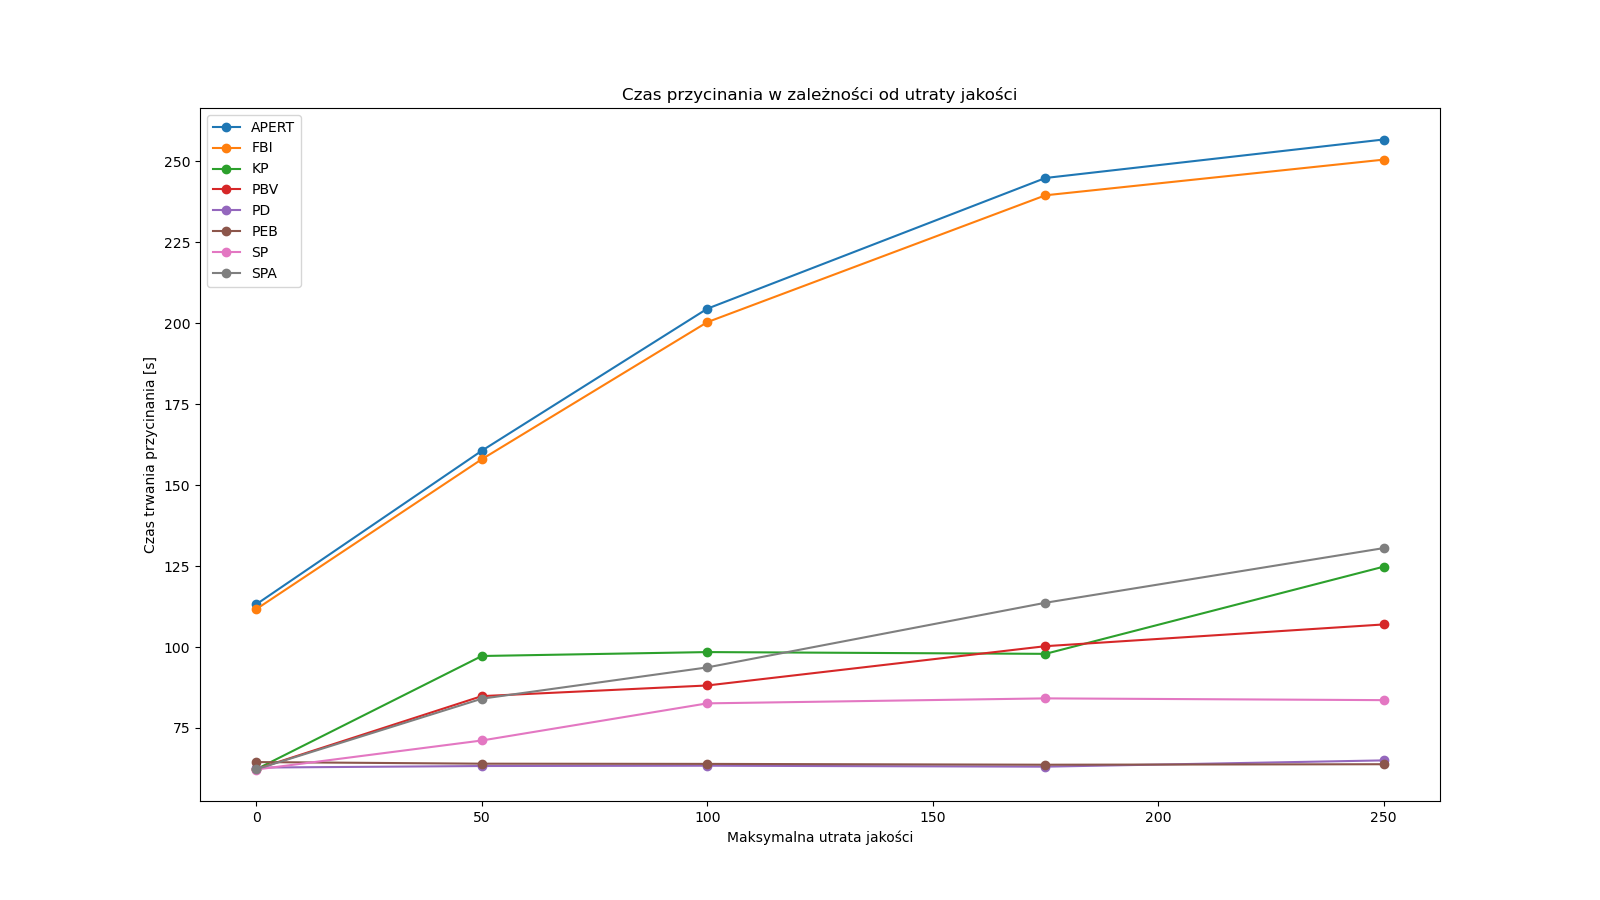 Czas przycinania w zależności od utraty jakości
APERT
FBI
KP
PBV
PD
PEB
SP
SPA
250
225
200
175
150
125
100
75
Czas trwania przycinania [s]
0 50 100 150 200 250
Maksymalna utrata jakości